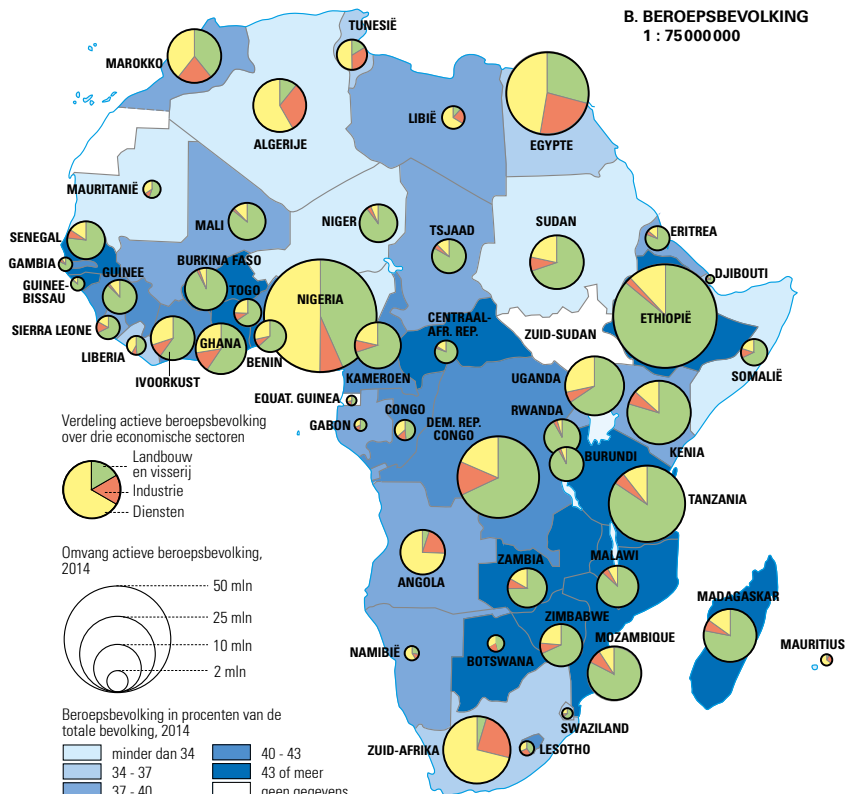 B. BEROEPSBEVOLKING
1 : 75 000 000
TUNESIË
MAROKKO
ALGERIJE
LIBIË
EGYPTE
MAURITANIË
MALI
NIGER
TSJAAD
SUDAN
ERITREA
SENEGAL
GAMBIA
GUINEE-
BISSAU
GUINEE
BURKINA FASO
TOGO
NIGERIA
DJIBOUTI
SIERRA LEONE
LIBERIA
IVOORKUST
GHANA
BENIN
KAMEROEN
CENTRAAL-
AFR. REP.
ZUID-SUDAN
ETHIOPIË
SOMALIË
EQUAT. GUINEA
GABON
CONGO
DEM. REP.
CONGO
UGANDA
RWANDA
BURUNDI
KENIA
TANZANIA
ANGOLA
ZAMBIA
MALAWI
MADAGASKAR
MAURITIUS
NAMIBIË
BOTSWANA
ZIMBABWE
MOZAMBIQUE
SWAZILAND
ZUID-AFRIKA
LESOTHO
Verdeling actieve beroepsbevolking
over drie economische sectoren
Landbouw
en visserij
Industrie
Diensten
Omvang actieve beroepsbevolking,
2014
50 mln
25 mln
10 mln
2 mln
Beroepsbevolking in procenten van de
totale bevolking, 2014
minder dan 34
34 - 37
37 - 40
40 - 43
43 of meer
geen gegevens